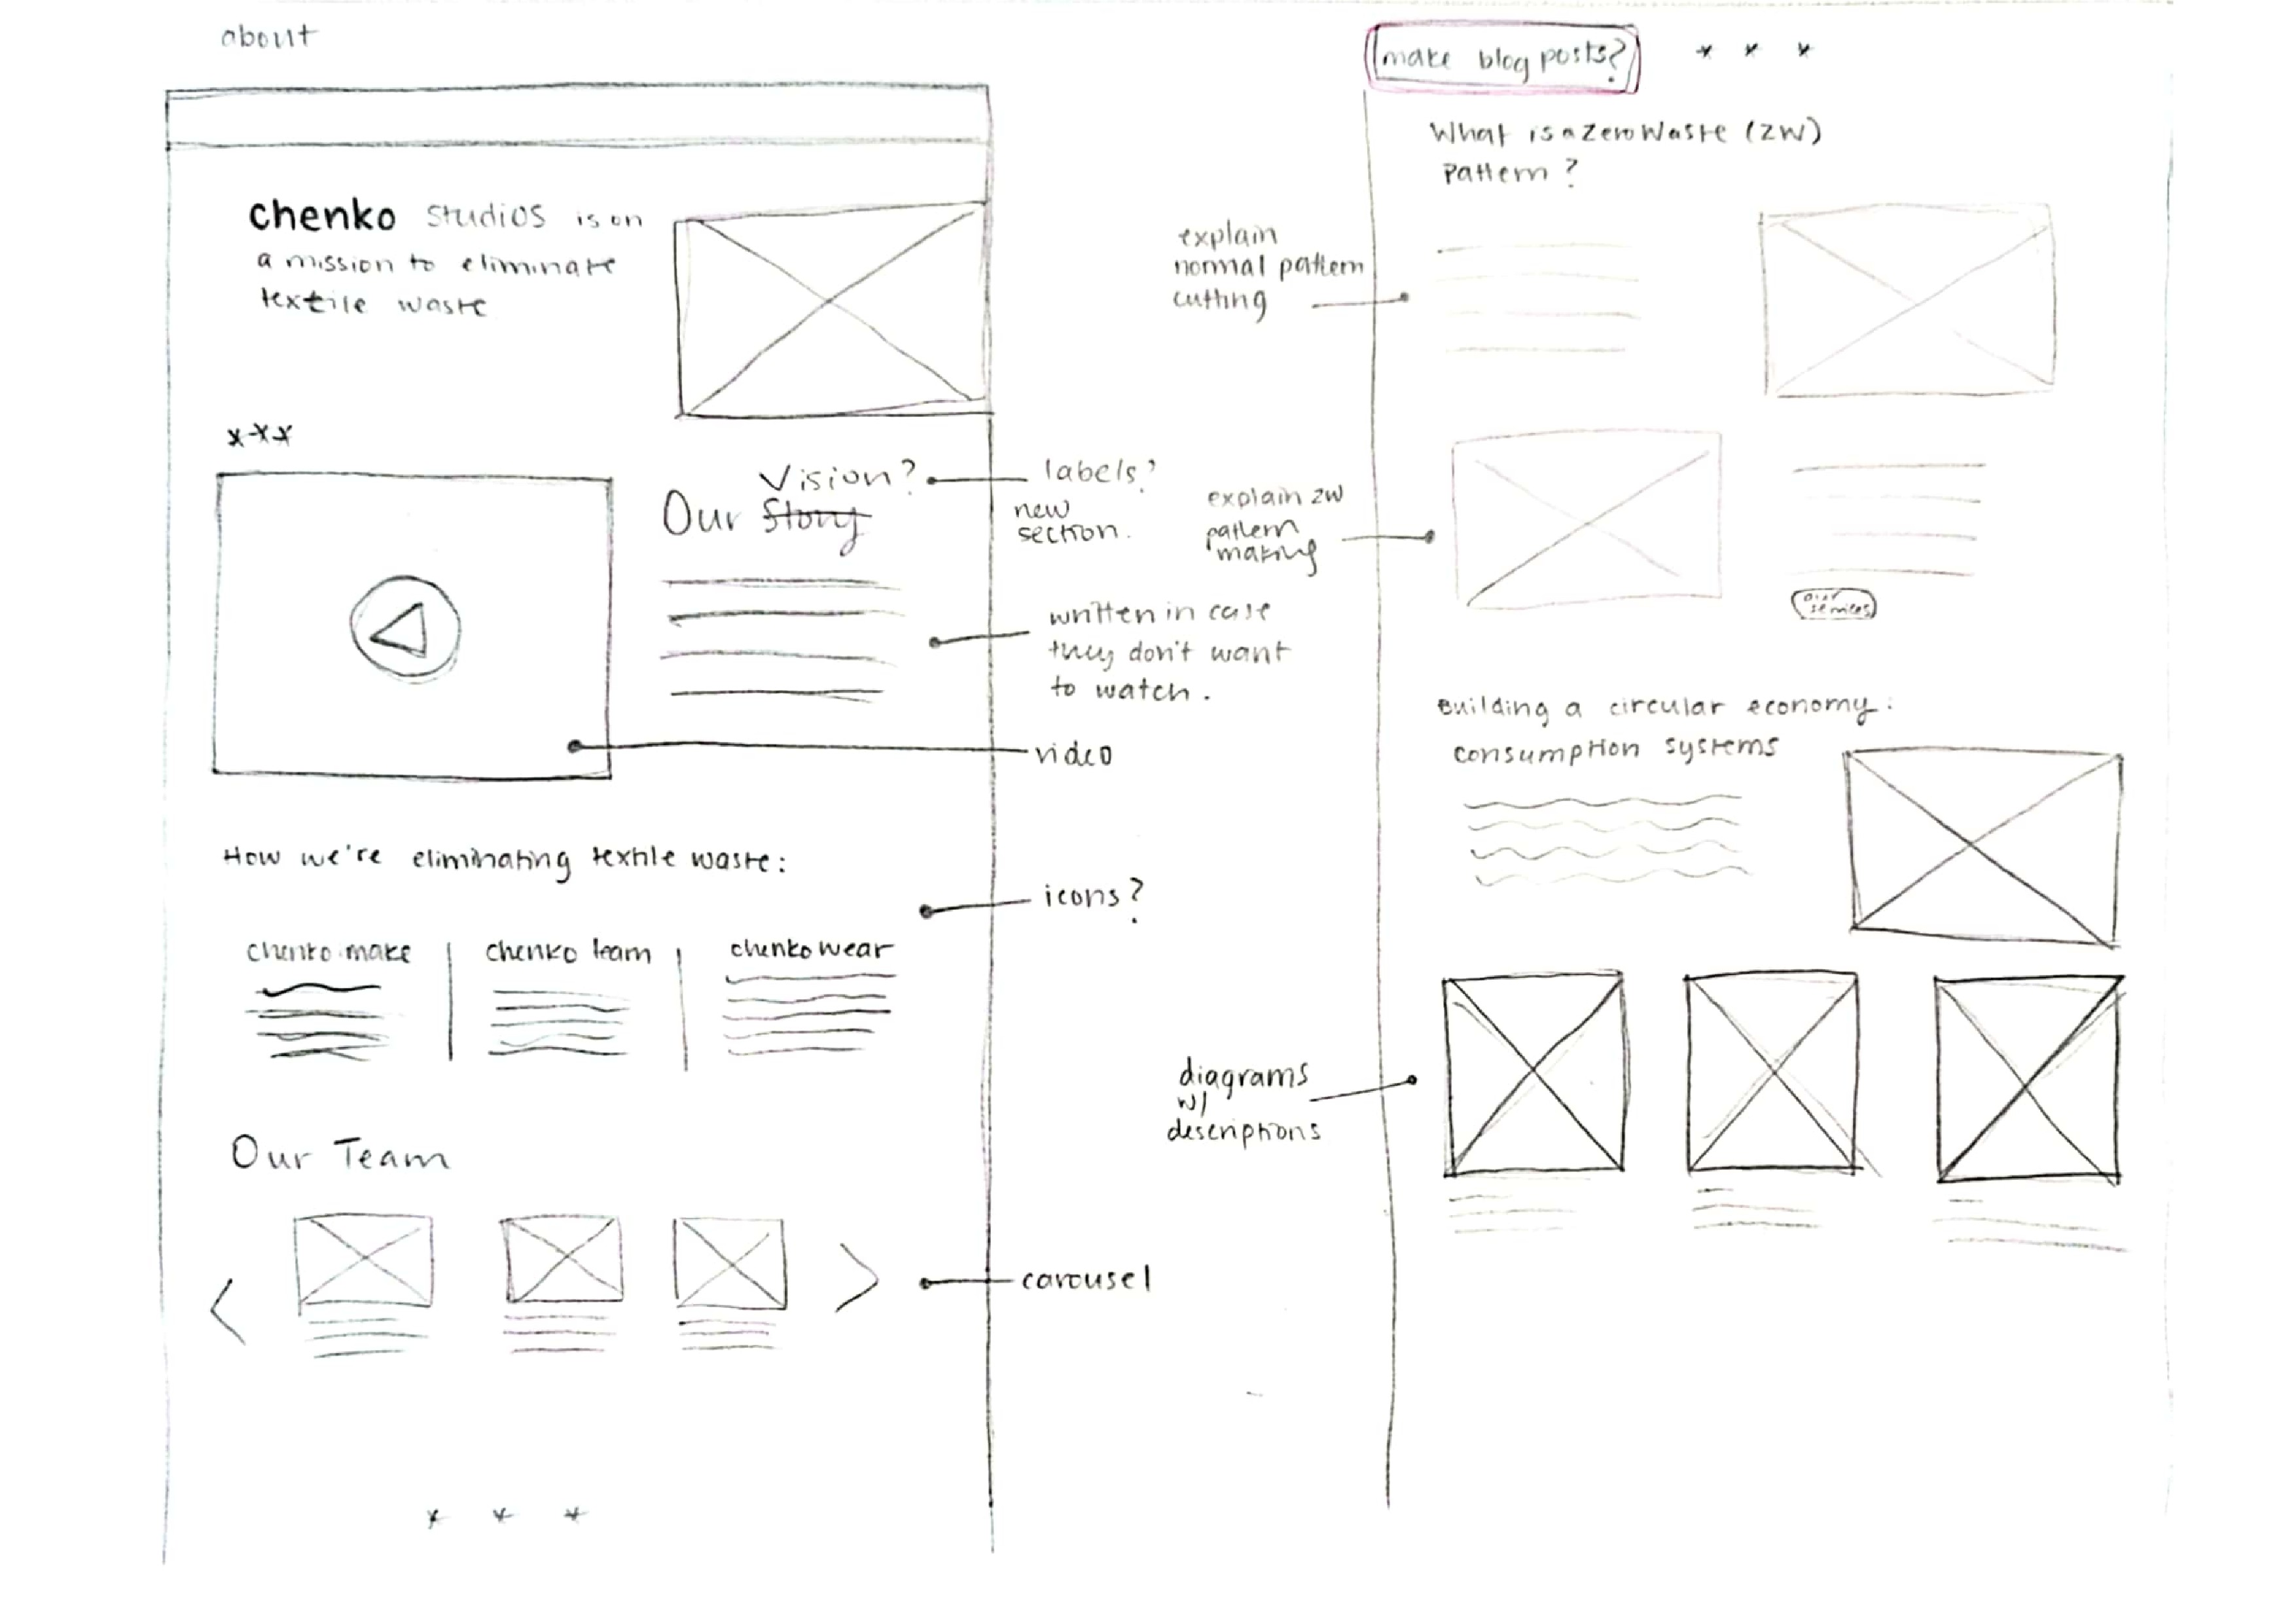 about
chenko studios is on
a mission to eliminate
textile waste
Vision?
Our Story
labels?
new
section.
written in case
they don't want
to watch.
video
How we're eliminating textile waste:
icons?
chenko make
chenko team
chenko wear
Our Team
carousel
make blog posts?
What is a Zero Waste (ZW)
Pattern?
explain
normal pattern
cutting
explain zw
pattern
making
our
services
Building a circular economy:
consumption systems
diagrams
w/
descriptions